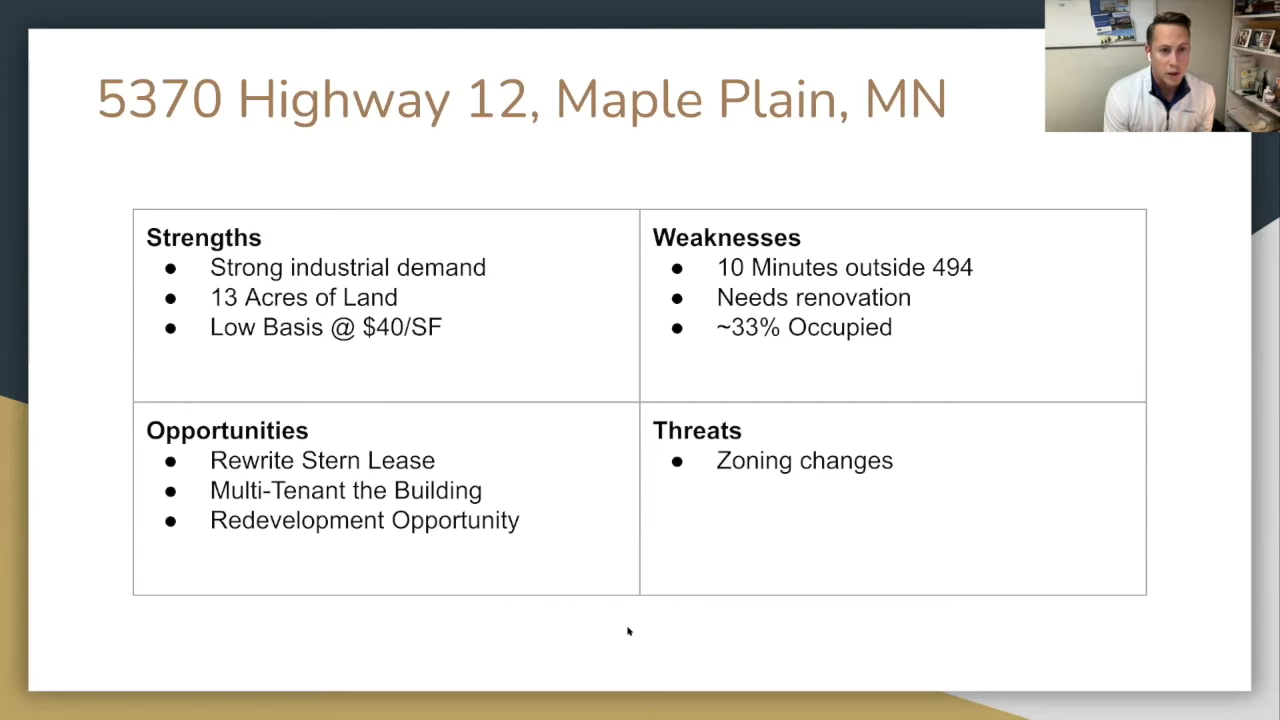 5370 Highway 12, Maple Plain, MN
Strengths
● Strong industrial demand
● 13 Acres of Land
● Low Basis @ $40/SF
Weaknesses
● 10 Minutes outside 494
● Needs renovation
● ~33% Occupied
Opportunities
● Rewrite Stern Lease
● Multi-Tenant the Building
● Redevelopment Opportunity
Threats
● Zoning changes